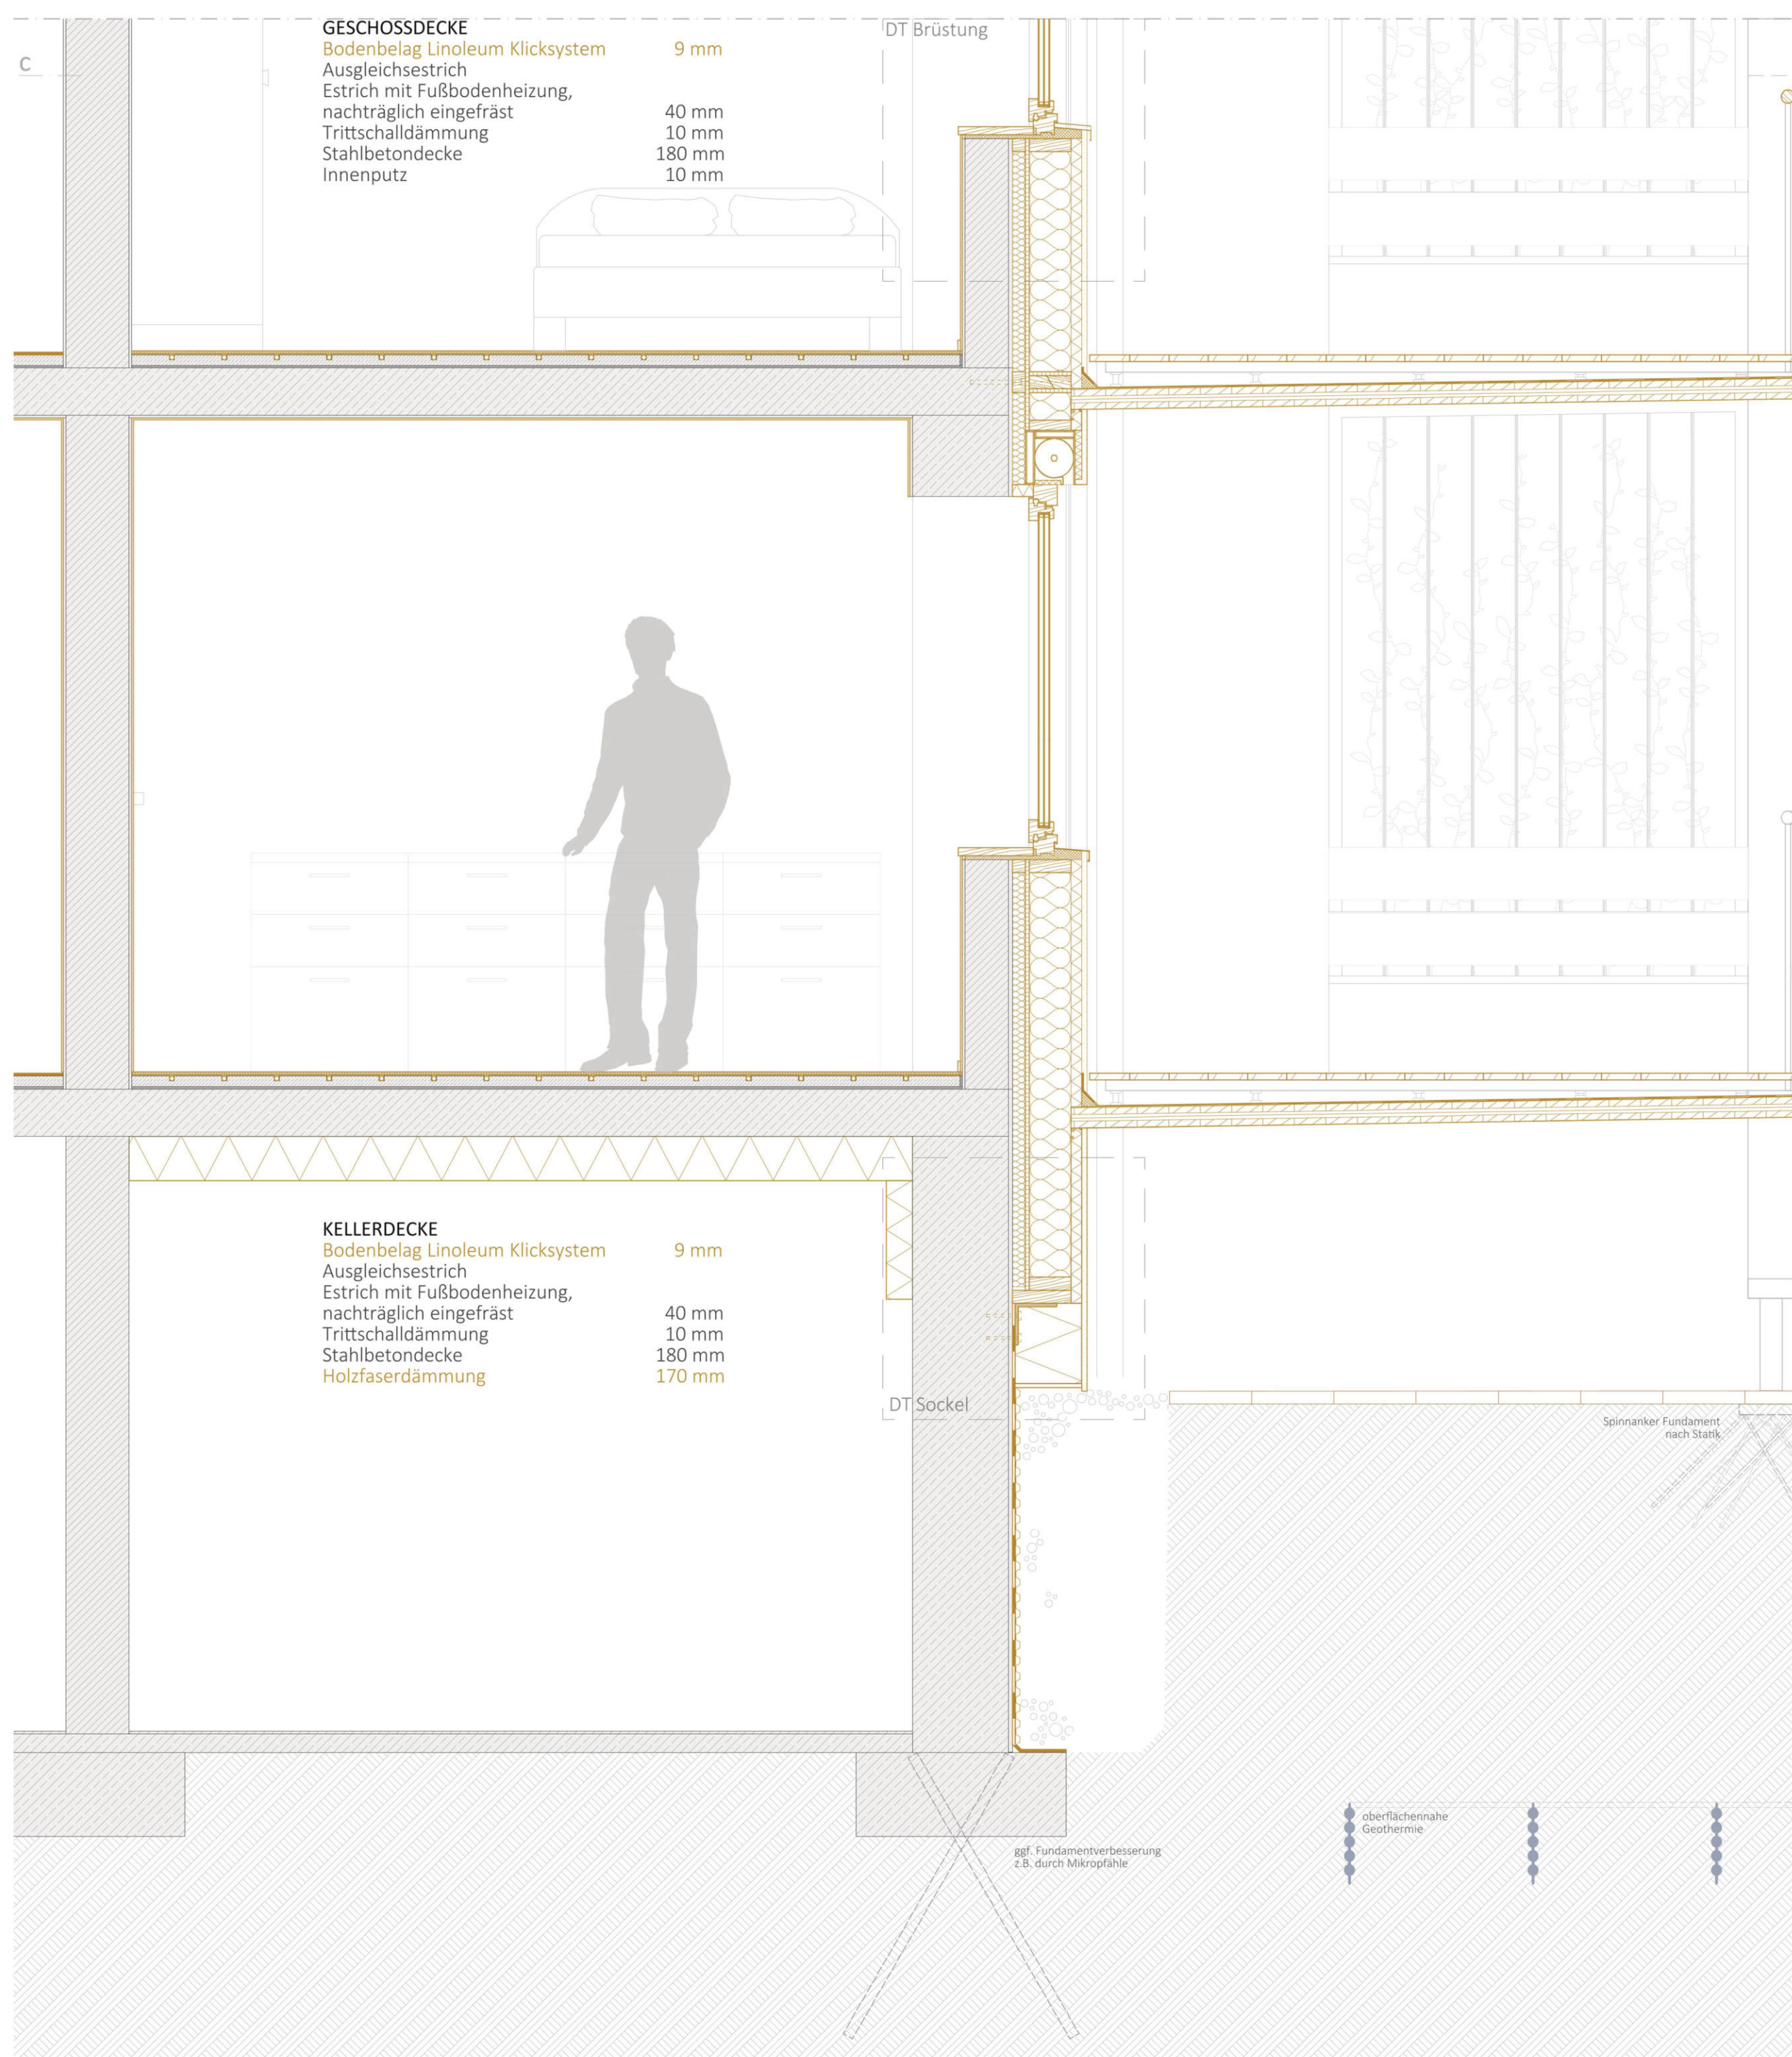 GESCHOSSDECKE
Bodenbelag Linoleum Klicksystem 9 mm
Ausgleichsestrich
Estrich mit Fußbodenheizung,
nachträglich eingefräst 40 mm
Trittschalldämmung 10 mm
Stahlbetondecke 180 mm
Innenputz 10 mm
DT Brüstung
C
KELLERDECKE
Bodenbelag Linoleum Klicksystem 9 mm
Ausgleichsestrich
Estrich mit Fußbodenheizung,
nachträglich eingefräst 40 mm
Trittschalldämmung 10 mm
Stahlbetondecke 180 mm
Holzfaserdämmung 170 mm
DT Sockel
Spinnanker Fundament
nach Statik
oberflächennahe
Geothermie
ggf. Fundamentverbesserung
z.B. durch Mikropfähle